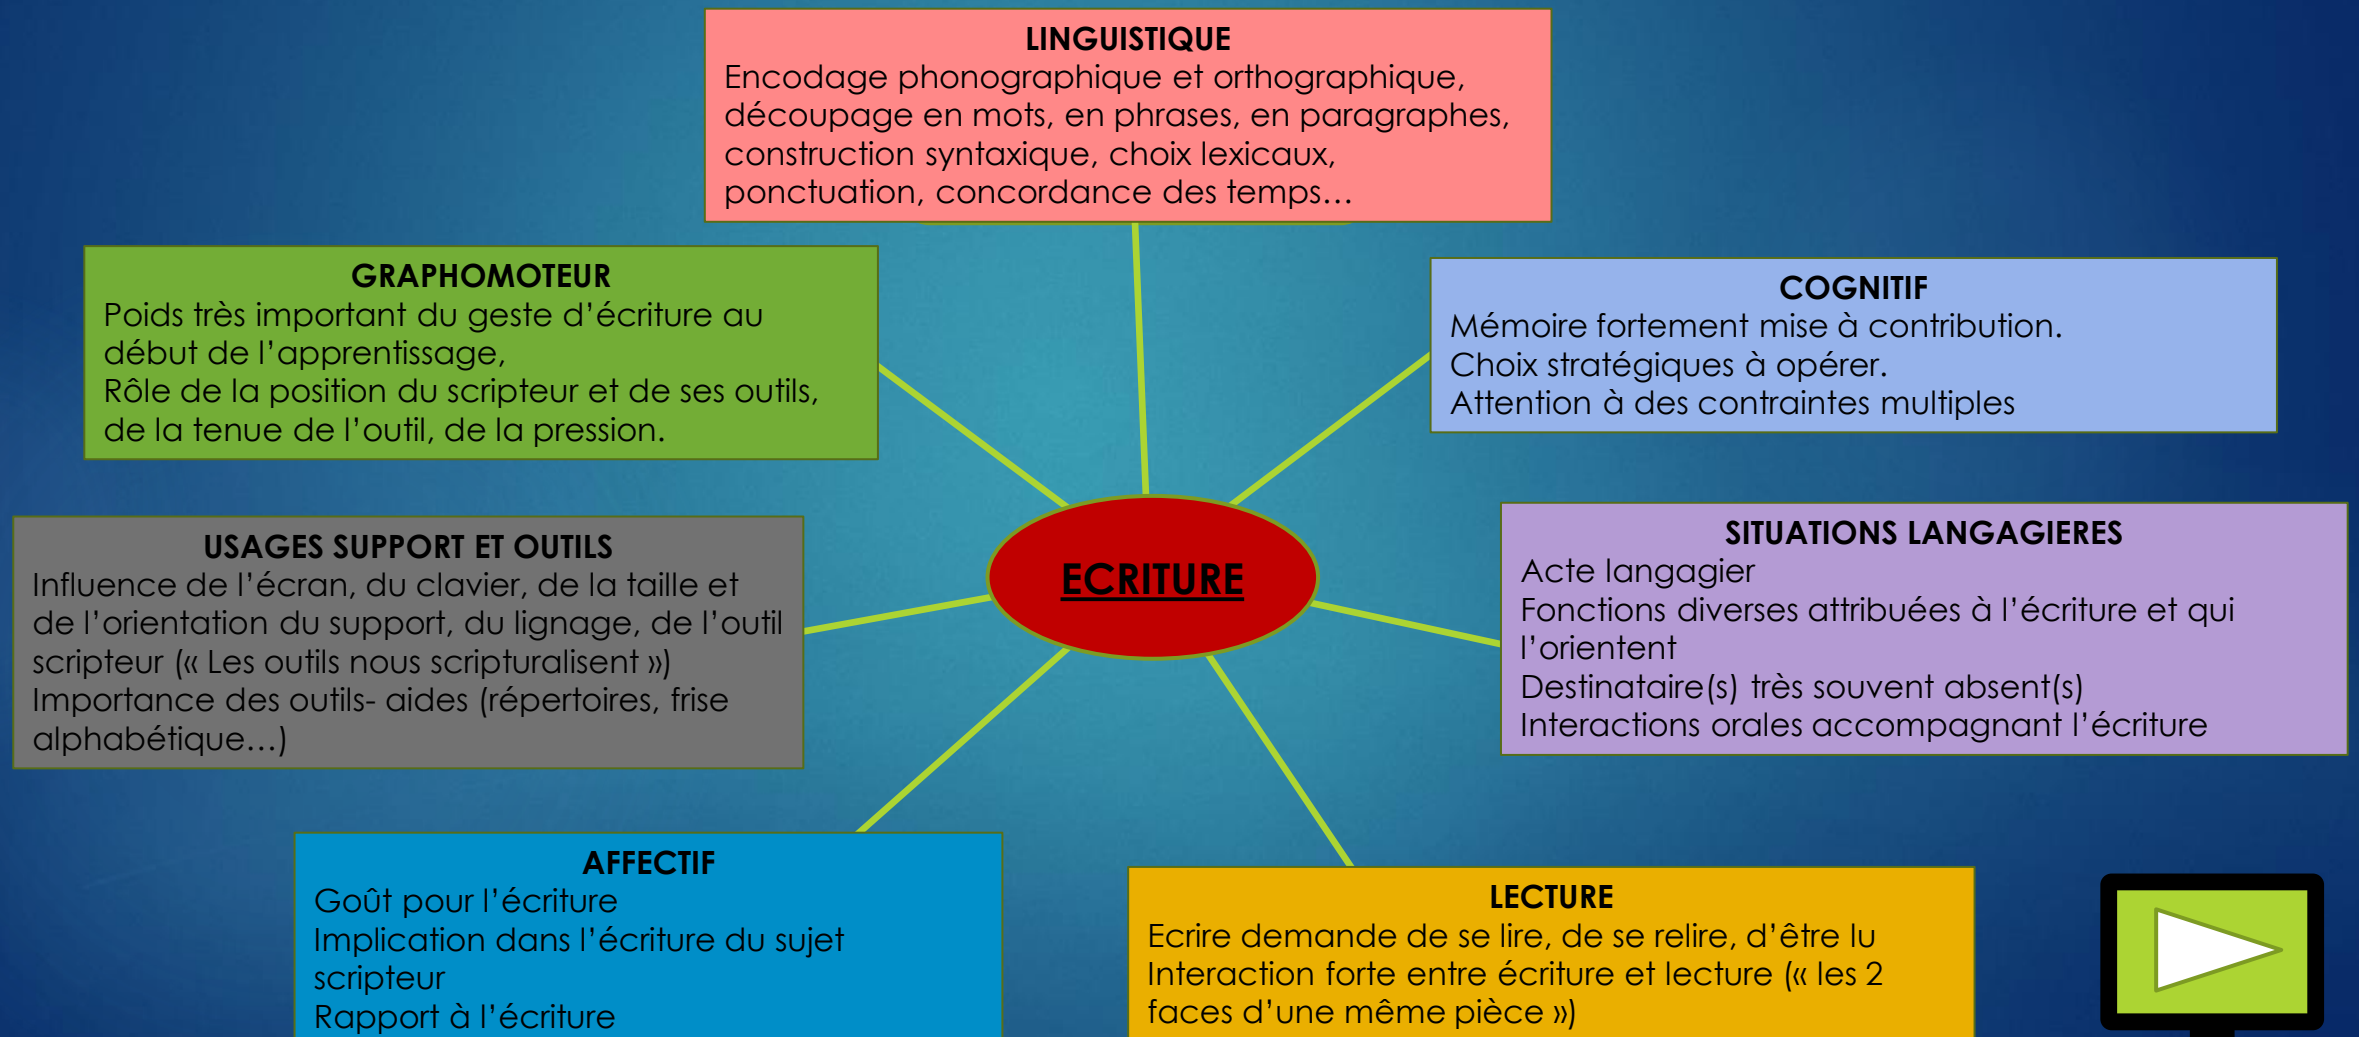 LINGUISTIQUE
Encodage phonographique et orthographique,
découpage en mots, en phrases, en paragraphes,
construction syntaxique, choix lexicaux,
ponctuation, concordance des temps…
GRAPHOMOTEUR
Poids très important du geste d’écriture au
début de l’apprentissage,
Rôle de la position du scripteur et de ses outils,
de la tenue de l’outil, de la pression.
COGNITIF
Mémoire fortement mise à contribution.
Choix stratégiques à opérer.
Attention à des contraintes multiples
USAGES SUPPORT ET OUTILS
Influence de l’écran, du clavier, de la taille et
de l’orientation du support, du lignage, de l’outil
scripteur (« Les outils nous scripturalisent »)
Importance des outils- aides (répertoires, frise
alphabétique…)
ECRITURE
SITUATIONS LANGAGIERES
Acte langagier
Fonctions diverses attribuées à l’écriture et qui
l’orientent
Destinataire(s) très souvent absent(s)
Interactions orales accompagnant l’écriture
AFFECTIF
Goût pour l’écriture
Implication dans l’écriture du sujet
scripteur
Rapport à l’écriture
LECTURE
Ecrire demande de se lire, de se relire, d’être lu
Interaction forte entre écriture et lecture (« les 2
faces d’une même pièce »)